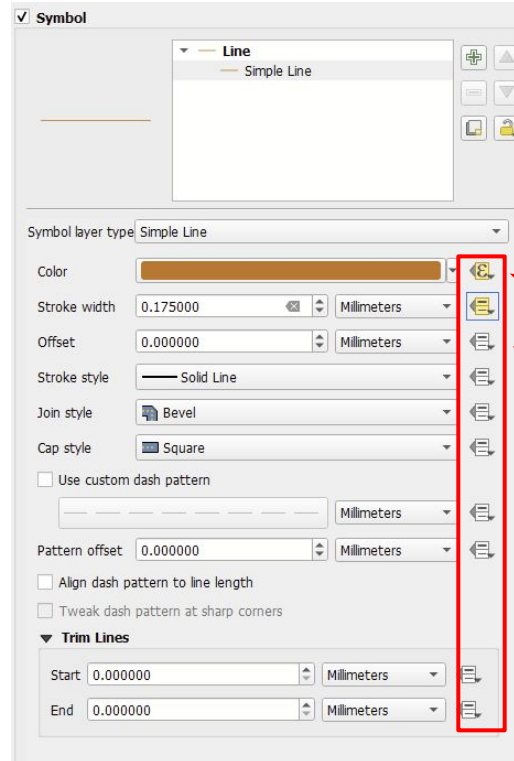 Symbol
Line
Simple Line
Symbol layer type Simple Line
Color ε
Stroke width 0.175000 Millimeters
Offset 0.000000 Millimeters
Stroke style Solid Line
Join style Bevel
Cap style Square
Use custom dash pattern
Millimeters
Pattern offset 0.000000 Millimeters
Align dash pattern to line length
Tweak dash pattern at sharp corners
Trim Lines
Start 0.000000 Millimeters
End 0.000000 Millimeters